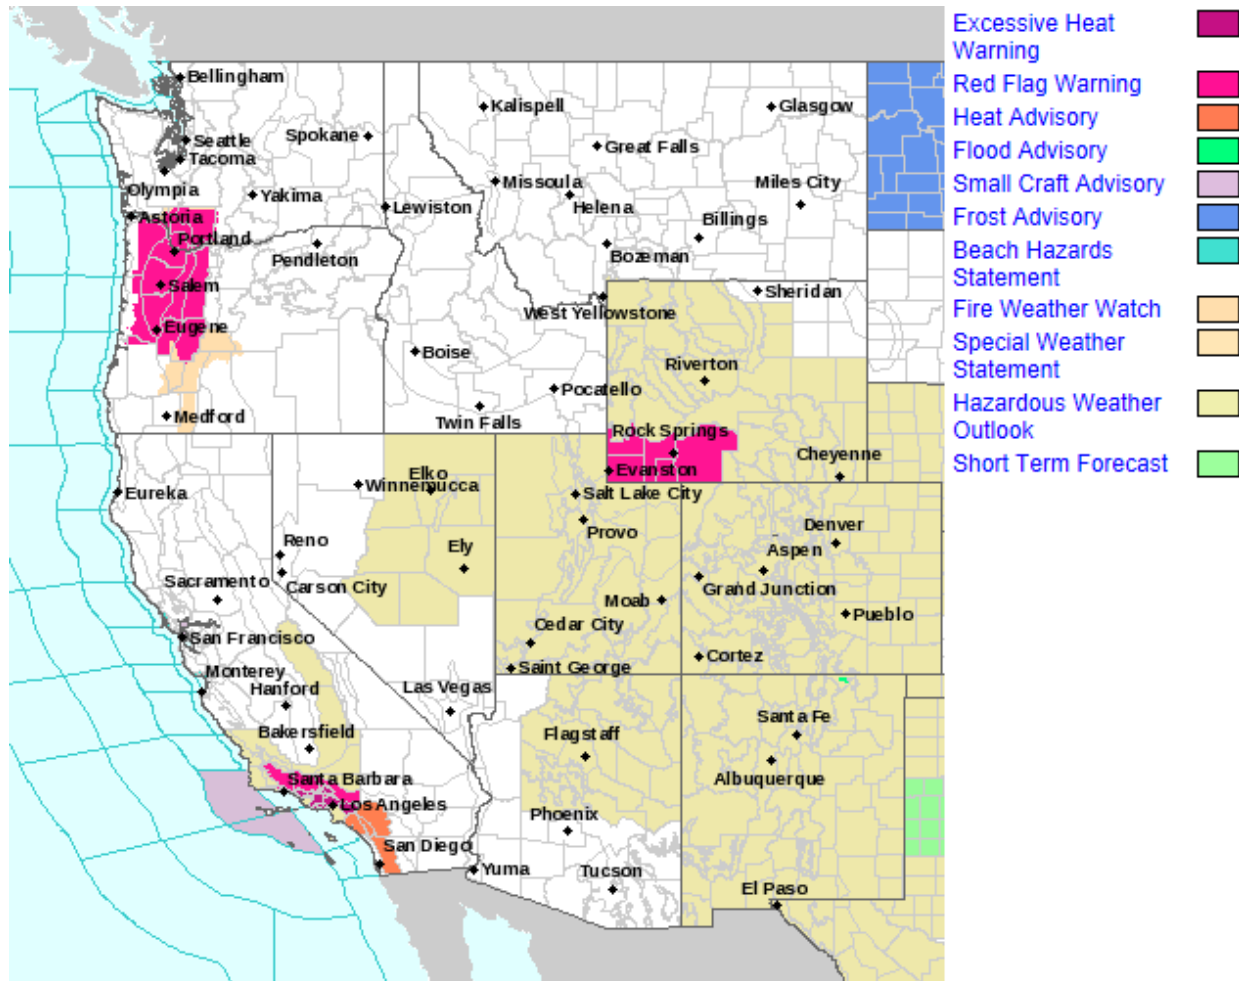 Excessive Heat
Warning
Red Flag Warning
Heat Advisory
Flood Advisory
Small Craft Advisory
Frost Advisory
Beach Hazards
Statement
Fire Weather Watch
Special Weather
Statement
Hazardous Weather
Outlook
Short Term Forecast
Bellingham
Kalispell
Glasgow
Seattle
Spokane
Great Falls
Tacoma
Missoula
Miles City
Olympia
Yakima
Lewiston
Helena
Billings
Astoria
Portland
Pendleton
Bozeman
Salem
Sheridan
West Yellowstone
Eugene
Boise
Riverton
Pocatello
Medford
Twin Falls
Rock Springs
Cheyenne
Evanston
Elko
Winnemucca
Eureka
Salt Lake City
Provo
Denver
Reno
Ely
Aspen
Sacramento
Carson City
Grand Junction
Moab
Pueblo
Cedar City
San Francisco
Cortez
Saint George
Monterey
Hanford
Las Vegas
Santa Fe
Bakersfield
Flagstaff
Albuquerque
Santa Barbara
Los Angeles
Phoenix
San Diego
Yuma
Tucson
El Paso